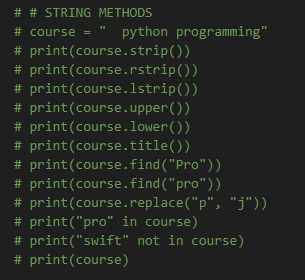 # # STRING METHODS
# course = "  python programming"
# print(course.strip())
# print(course.rstrip())
# print(course.lstrip())
# print(course.upper())
# print(course.lower())
# print(course.title())
# print(course.find("Pro"))
# print(course.find("pro"))
# print(course.replace("p", "j"))
# print("pro" in course)
# print("swift" not in course)
# print(course)